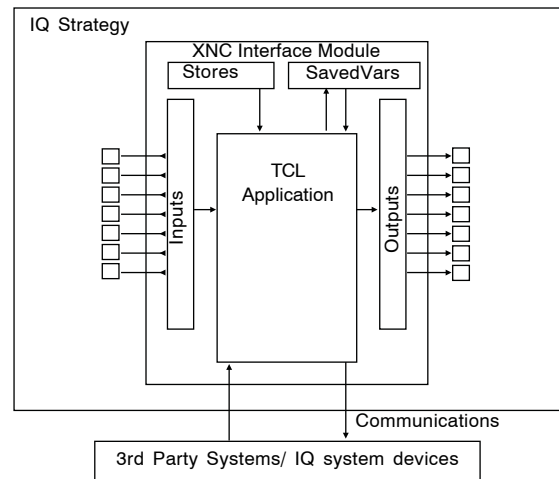 IQ Strategy
XNC Interface Module
Stores
SavedVars
Inputs
TCL
Application
Outputs
Communications
3rd Party Systems/ IQ system devices